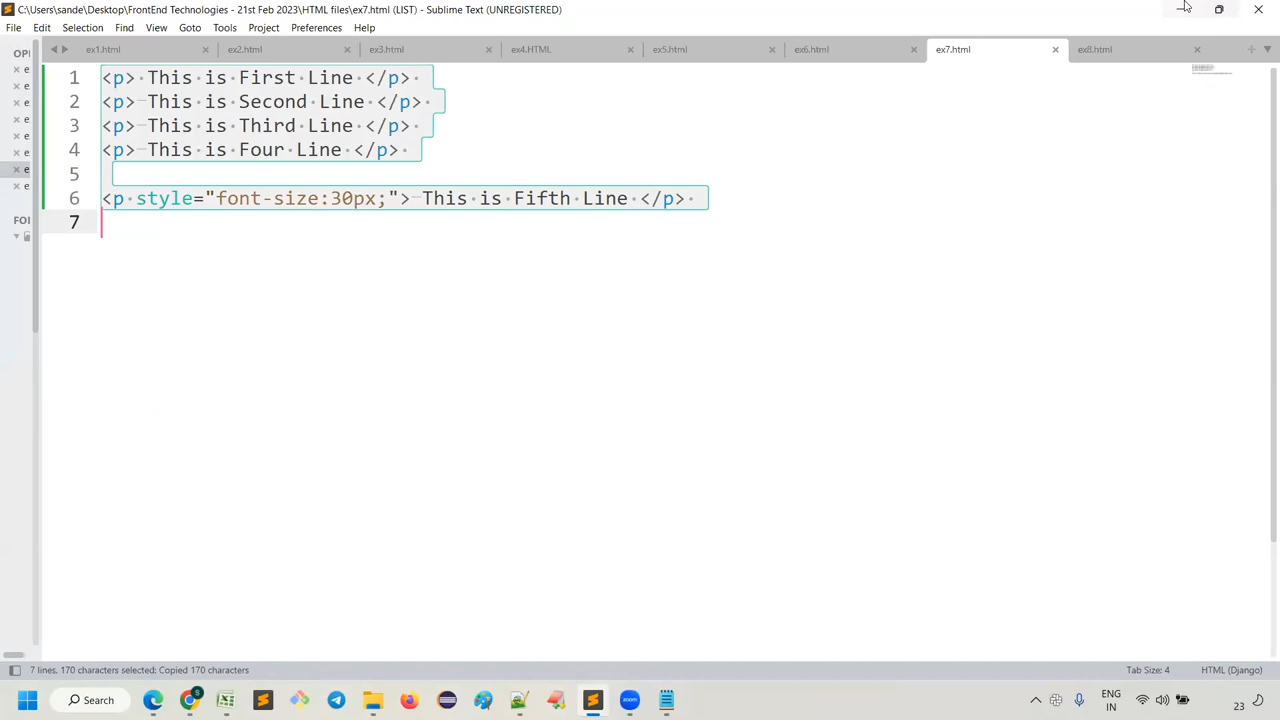 C:\Users\sande\Desktop\FrontEnd Technologies - 21st Feb 2023\HTML files\ex7.html (LIST) - Sublime Text (UNREGISTERED)
File Edit Selection Find View Goto Tools Project Preferences Help
OPI ex1.html ex2.html ex3.html ex4.HTML ex5.html ex6.html ex7.html ex8.html
e
e
e
e
e
e
e
e
FOI
1 <p> This is First Line </p>
2 <p> This is Second Line </p>
3 <p> This is Third Line </p>
4 <p> This is Four Line </p>
5
6 <p style="font-size:30px;"> This is Fifth Line </p>
7
7 lines, 170 characters selected: Copied 170 characters Tab Size: 4 HTML (Django)
Search ENG IN 23